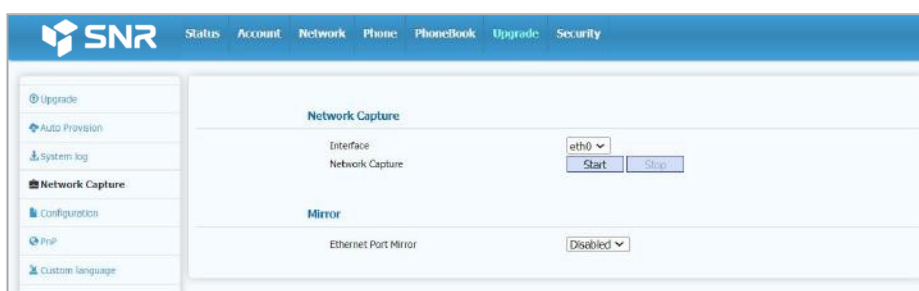 SNR Status Account Network Phone PhoneBook Upgrade Security
Upgrade
Auto Provision
System log
Network Capture
Configuration
PnP
Custom language
Network Capture
Interface eth0
Network Capture Start Stop
Mirror
Ethernet Port Mirror Disabled